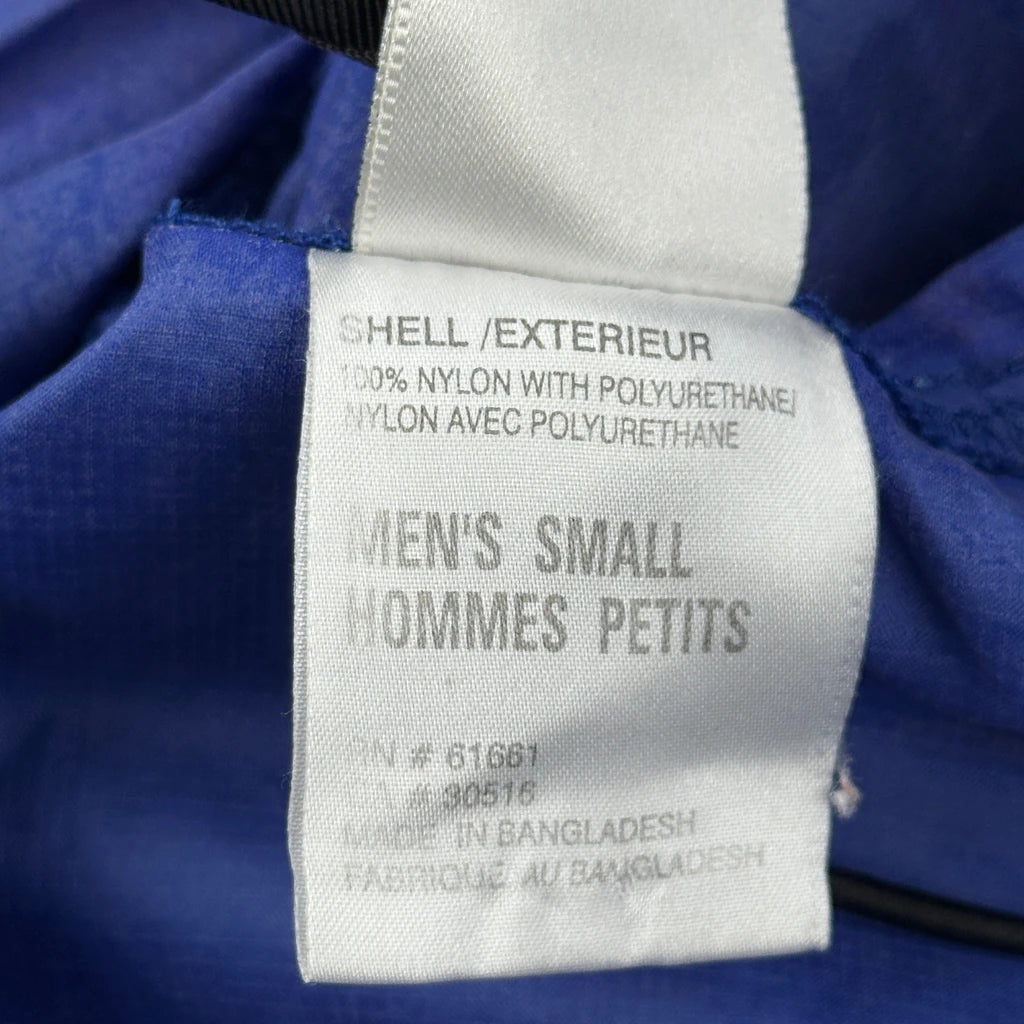 SHELL /EXTERIEUR
100% NYLON WITH POLYURETHANE/
NYLON AVEC POLYURETHANE
MEN'S SMALL
HOMMES PETITS
RN # 61661
# 30516
MADE IN BANGLADESH
FABRIQUE AU BANGLADESH